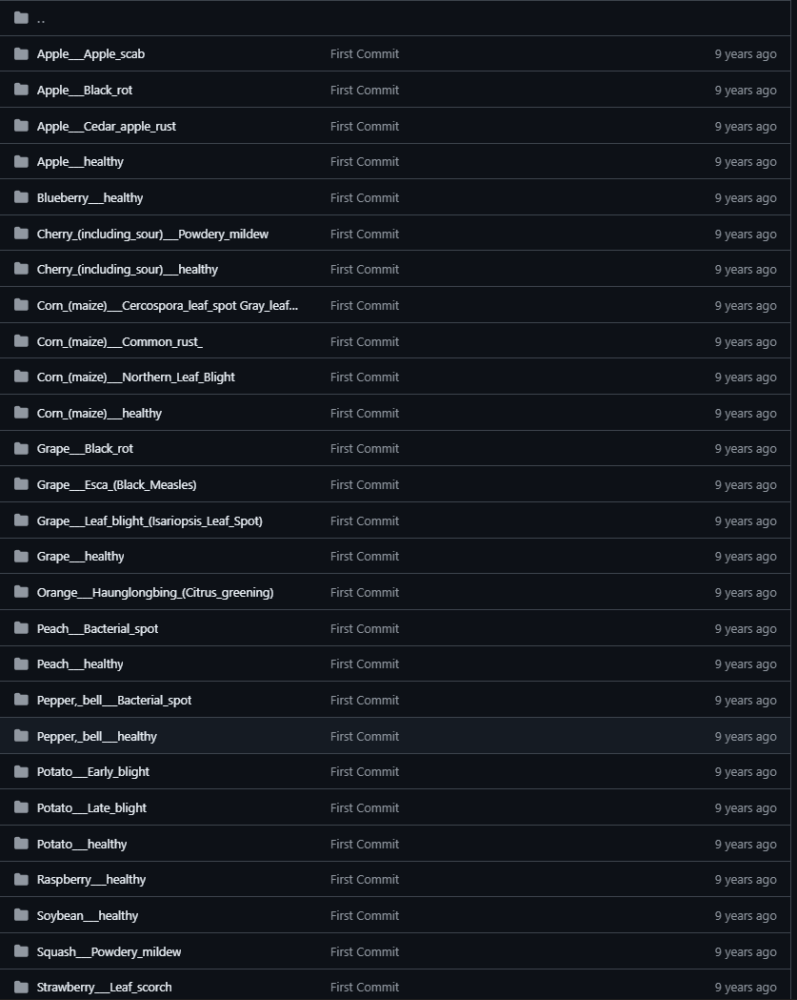 ..
Apple___Apple_scab First Commit 9 years ago
Apple___Black_rot First Commit 9 years ago
Apple___Cedar_apple_rust First Commit 9 years ago
Apple___healthy First Commit 9 years ago
Blueberry___healthy First Commit 9 years ago
Cherry_(including_sour)___Powdery_mildew First Commit 9 years ago
Cherry_(including_sour)___healthy First Commit 9 years ago
Corn_(maize)___Cercospora_leaf_spot Gray_leaf... First Commit 9 years ago
Corn_(maize)___Common_rust_ First Commit 9 years ago
Corn_(maize)___Northern_Leaf_Blight First Commit 9 years ago
Corn_(maize)___healthy First Commit 9 years ago
Grape___Black_rot First Commit 9 years ago
Grape___Esca_(Black_Measles) First Commit 9 years ago
Grape___Leaf_blight_(Isariopsis_Leaf_Spot) First Commit 9 years ago
Grape___healthy First Commit 9 years ago
Orange___Haunglongbing_(Citrus_greening) First Commit 9 years ago
Peach___Bacterial_spot First Commit 9 years ago
Peach___healthy First Commit 9 years ago
Pepper,_bell___Bacterial_spot First Commit 9 years ago
Pepper,_bell___healthy First Commit 9 years ago
Potato___Early_blight First Commit 9 years ago
Potato___Late_blight First Commit 9 years ago
Potato___healthy First Commit 9 years ago
Raspberry___healthy First Commit 9 years ago
Soybean___healthy First Commit 9 years ago
Squash___Powdery_mildew First Commit 9 years ago
Strawberry___Leaf_scorch First Commit 9 years ago